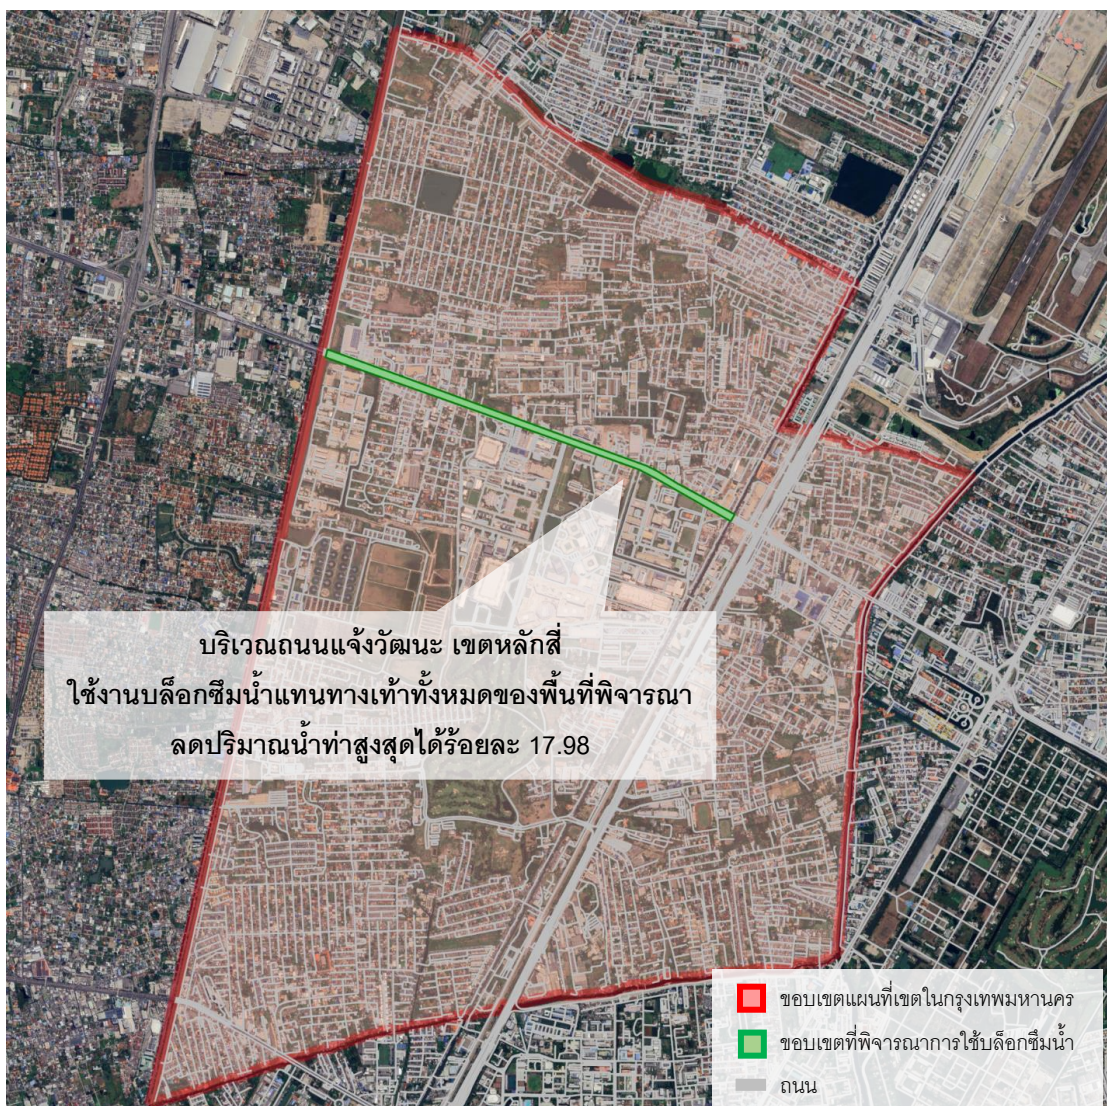 บริเวณถนนแจ้งวัฒนะ เขตหลักสี่
ใช้งานบล็อกซึมน้ำแทนทางเท้าทั้งหมดของพื้นที่พิจารณา
ลดปริมาณน้ำท่าสูงสุดได้ร้อยละ 17.98
ขอบเขตแผนที่เขตในกรุงเทพมหานคร
ขอบเขตที่พิจารณาการใช้บล็อกซึมน้ำ
ถนน